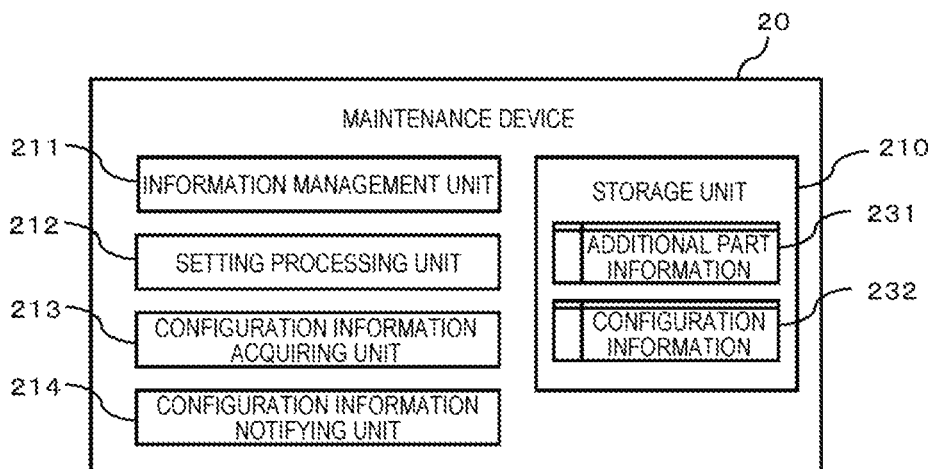 20
MAINTENANCE DEVICE
211
INFORMATION MANAGEMENT UNIT
212
SETTING PROCESSING UNIT
213
CONFIGURATION INFORMATION
ACQUIRING UNIT
214
CONFIGURATION INFORMATION
NOTIFYING UNIT
210
STORAGE UNIT
231
ADDITIONAL PART
INFORMATION
232
CONFIGURATION
INFORMATION